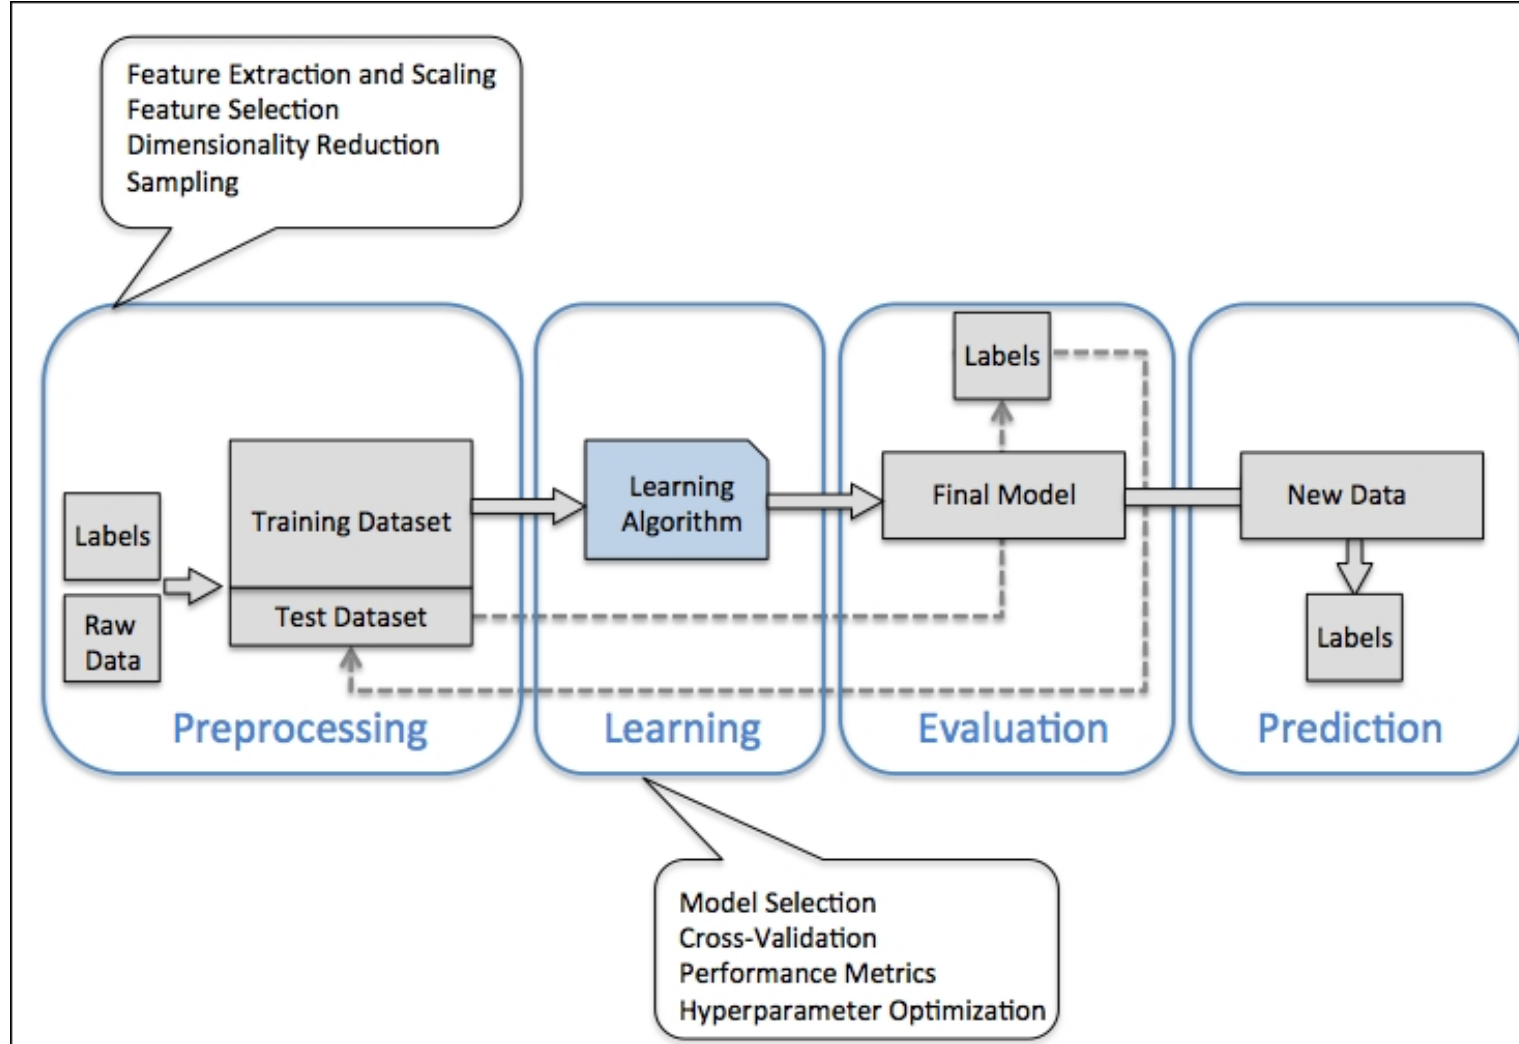 Feature Extraction and Scaling
Feature Selection
Dimensionality Reduction
Sampling
Labels
Raw
Data
Training Dataset
Test Dataset
Preprocessing
Learning
Algorithm
Learning
Labels
Final Model
Evaluation
New Data
Labels
Prediction
Model Selection
Cross-Validation
Performance Metrics
Hyperparameter Optimization